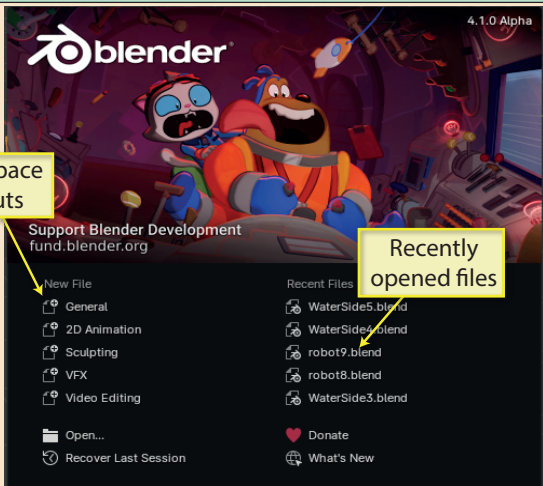 4.1.0 Alpha
blender
pace
uts
Support Blender Development
fund.blender.org
Recently
opened files
New File
General
2D Animation
Sculpting
VFX
Video Editing
Open...
Recover Last Session
Recent Files
WaterSide5.blend
WaterSide4.blend
robot9.blend
robot8.blend
WaterSide3.blend
Donate
What's New